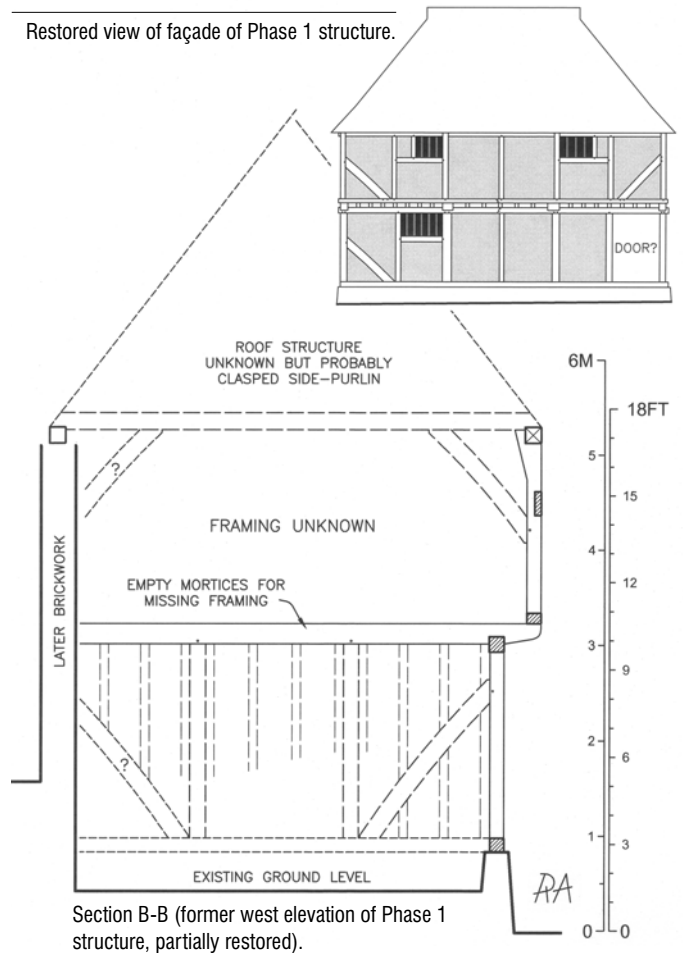 Restored view of façade of Phase 1 structure.
DOOR?
ROOF STRUCTURE
UNKNOWN BUT PROBABLY
CLASPED SIDE-PURLIN
6M
18FT
?
5
15
FRAMING UNKNOWN
4
12
EMPTY MORTICES FOR
MISSING FRAMING
LATER BRICKWORK
3
9
2
6
?
1
3
EXISTING GROUND LEVEL
RA
0
0
Section B-B (former west elevation of Phase 1
structure, partially restored).